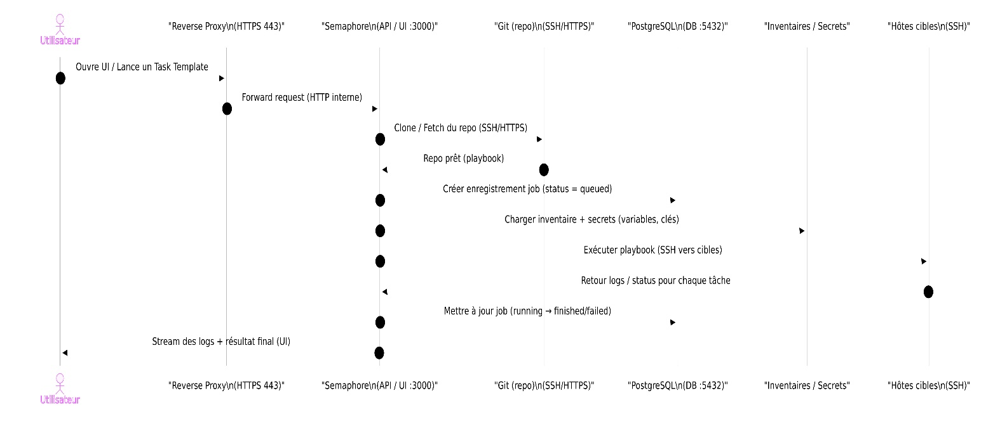 "Reverse Proxy\n(HTTPS 443)" "Semaphore\n(API / UI :3000)" "Git (repo)\n(SSH/HTTPS)" "PostgreSQL\n(DB :5432)" "Inventaires / Secrets" "Hôtes cibles\n(SSH)"
Utilisateur
Ouvre UI / Lance un Task Template
Forward request (HTTP interne)
Clone / Fetch du repo (SSH/HTTPS)
Repo prêt (playbook)
Créer enregistrement job (status = queued)
Charger inventaire + secrets (variables, clés)
Exécuter playbook (SSH vers cibles)
Retour logs / status pour chaque tâche
Mettre à jour job (running → finished/failed)
Stream des logs + résultat final (UI)
"Reverse Proxy\n(HTTPS 443)" "Semaphore\n(API / UI :3000)" "Git (repo)\n(SSH/HTTPS)" "PostgreSQL\n(DB :5432)" "Inventaires / Secrets" "Hôtes cibles\n(SSH)"
Utilisateur